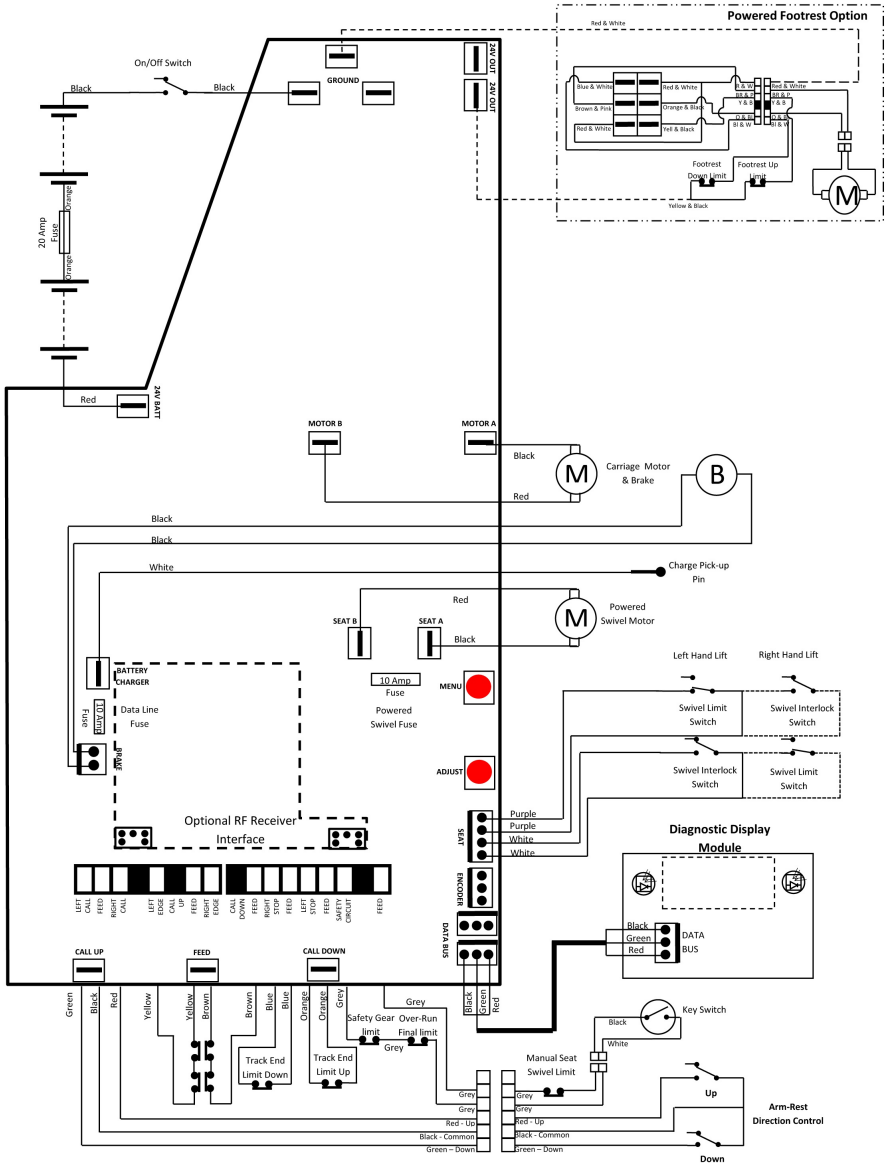 Powered Footrest Option
Red & White
On/Off Switch
Black
Black
GROUND
24V OUT
24V OUT
Blue & White
Red & White
Brown & Pink
Orange & Black
Red & White
Yell & Black
R & W
Red & White
BR & P
BR & P
Y & B
Y & B
O & Bl
O & Bl
Bl & W
Bl & W
Footrest
Down Limit
Footrest Up
Limit
M
Yellow & Black
Orange
20 Amp
Fuse
Orange
Red
24V BATT
MOTOR B
MOTOR A
Black
Red
M
Carriage Motor
& Brake
B
Black
Black
White
Charge Pick-up
Pin
Red
SEAT B
SEAT A
Black
M
Powered
Swivel Motor
BATTERY
CHARGER
10 Amp
Fuse
Data Line
Fuse
BRAKE
10 Amp
Fuse
Powered
Swivel Fuse
MENU
ADJUST
Left Hand Lift
Right Hand Lift
Swivel Limit
Switch
Swivel Interlock
Switch
Swivel Interlock
Switch
Swivel Limit
Switch
Optional RF Receiver
Interface
Purple
Purple
White
White
SEAT
ENCODER
DATA BUS
Diagnostic Display
Module
Black
Green
Red
DATA
BUS
LEFT
CALL
FEED
RIGHT
CALL
LEFT
EDGE
CALL
UP
FEED
RIGHT
EDGE
CALL
DOWN
FEED
RIGHT
STOP
FEED
LEFT
STOP
FEED
SAFETY
CIRCUIT
FEED
CALL UP
FEED
CALL DOWN
Green
Black
Red
Yellow
Yellow
Brown
Brown
Blue
Blue
Orange
Orange
Grey
Grey
Black
Green
Red
Track End
Limit Down
Track End
Limit Up
Safety Gear
limit
Over-Run
Final limit
Grey
Key Switch
Black
White
Manual Seat
Swivel Limit
Grey
Grey
Grey
Grey
Red - Up
Red - Up
Black - Common
Black - Common
Green – Down
Green – Down
Up
Arm-Rest
Direction Control
Down